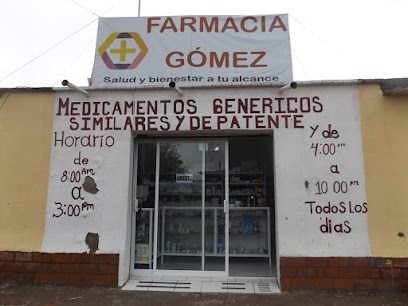 FARMACIA
GÓMEZ
Salud y bienestar a tu alcance
MEDICAMENTOS GENERICOS
SIMILARES Y DE PATENTE
Horario
de
8:00 AM
a
3:00 PM
y de
4:00 PM
a
10 00 PM
Todos los
dias
ABIERTO